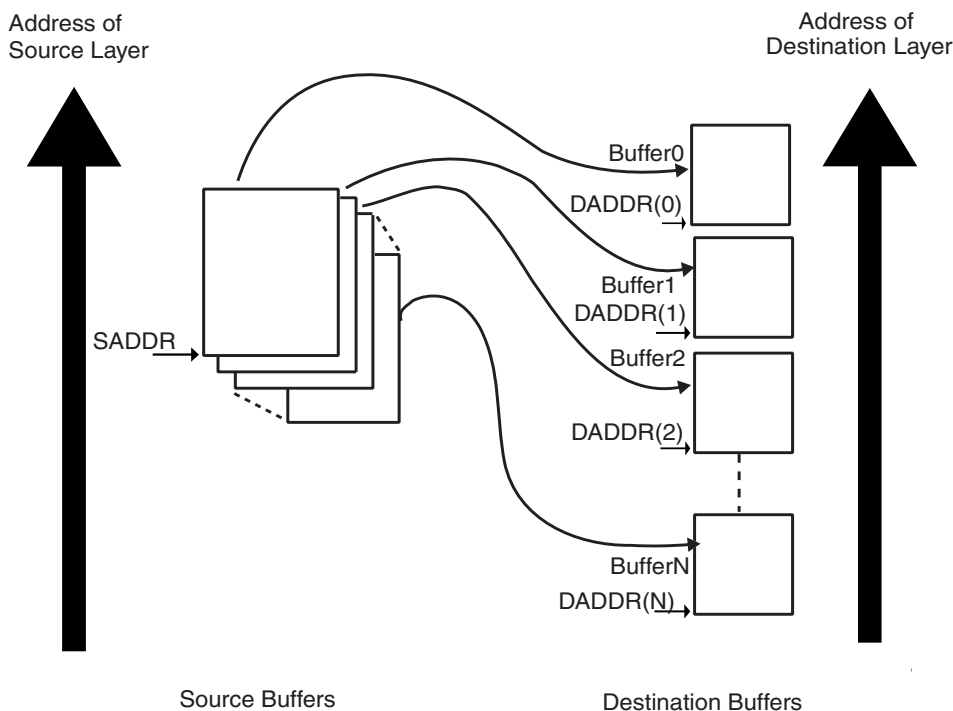 Address of
Source Layer
Address of
Destination Layer
Buffer0
DADDR(0)
Buffer1
DADDR(1)
SADDR
Buffer2
DADDR(2)
BufferN
DADDR(N)
Source Buffers
Destination Buffers